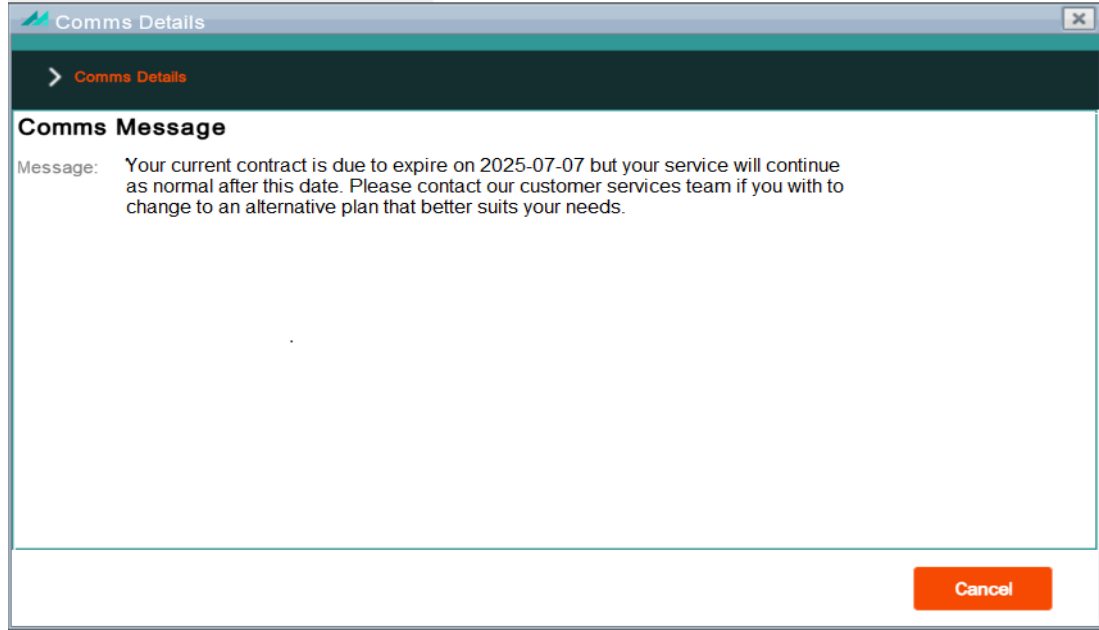 Comms Details
Comms Details
Comms Message
Message: Your current contract is due to expire on 2025-07-07 but your service will continue
as normal after this date. Please contact our customer services team if you with to
change to an alternative plan that better suits your needs.
.
Cancel